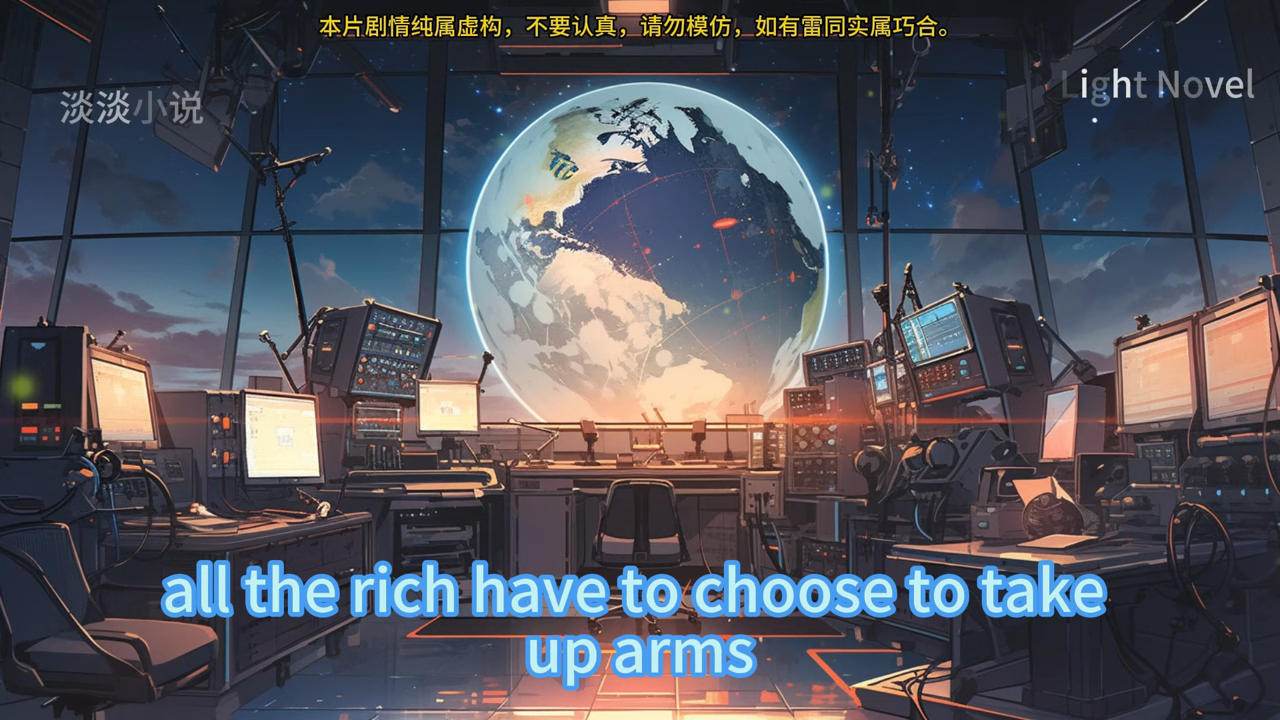 本片剧情纯属虚构，不要认真，请勿模仿，如有雷同实属巧合。
淡淡小说
Light Novel
all the rich have to choose to take
up arms